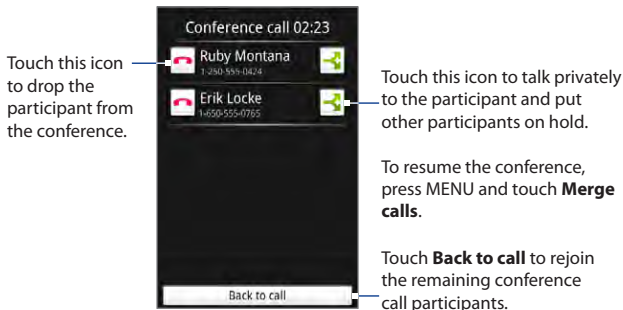 Touch this icon
to drop the
participant from
the conference.
Conference call 02:23
Ruby Montana
1-250-555-0424
Erik Locke
1-650-555-0765
Back to call
Touch this icon to talk privately
to the participant and put
other participants on hold.
To resume the conference,
press MENU and touch Merge
calls.
Touch Back to call to rejoin
the remaining conference
call participants.